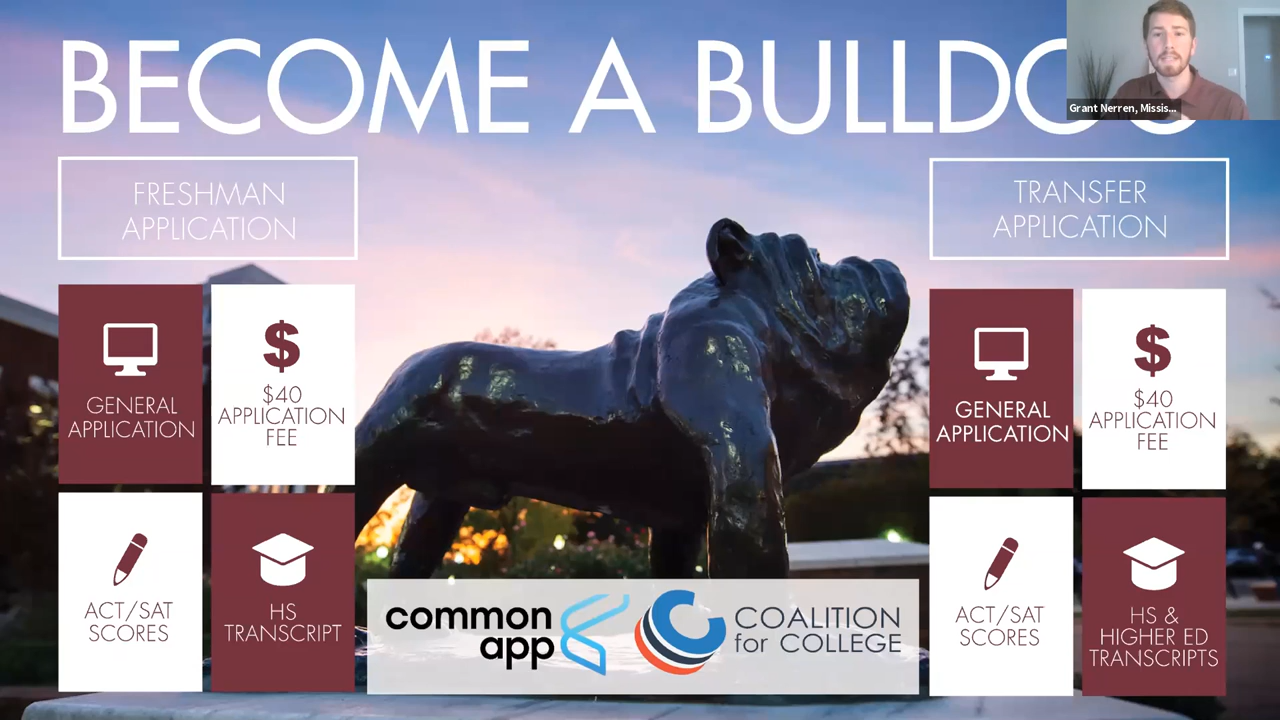 BECOME A BULLDOG
Grant Nerren, Missis...
FRESHMAN
APPLICATION
GENERAL
APPLICATION
$
$40
APPLICATION
FEE
ACT/SAT
SCORES
HS
TRANSCRIPT
common
app
COALITION
for COLLEGE
TRANSFER
APPLICATION
GENERAL
APPLICATION
$
$40
APPLICATION
FEE
ACT/SAT
SCORES
HS &
HIGHER ED
TRANSCRIPTS